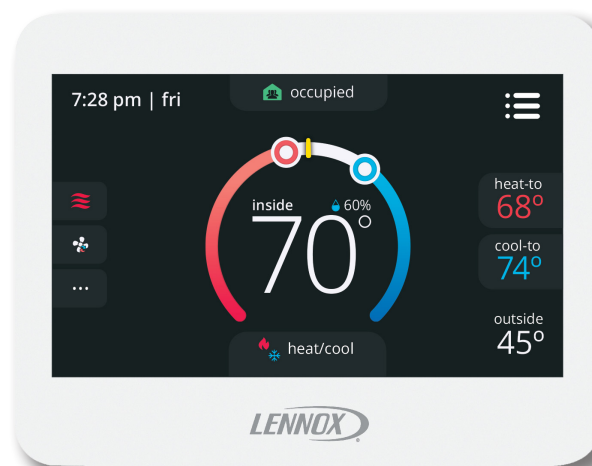 7:28 pm | fri
occupied
heat-to
68°
inside
60%
70°
cool-to
74°
...
outside
45°
heat/cool
LENNOX